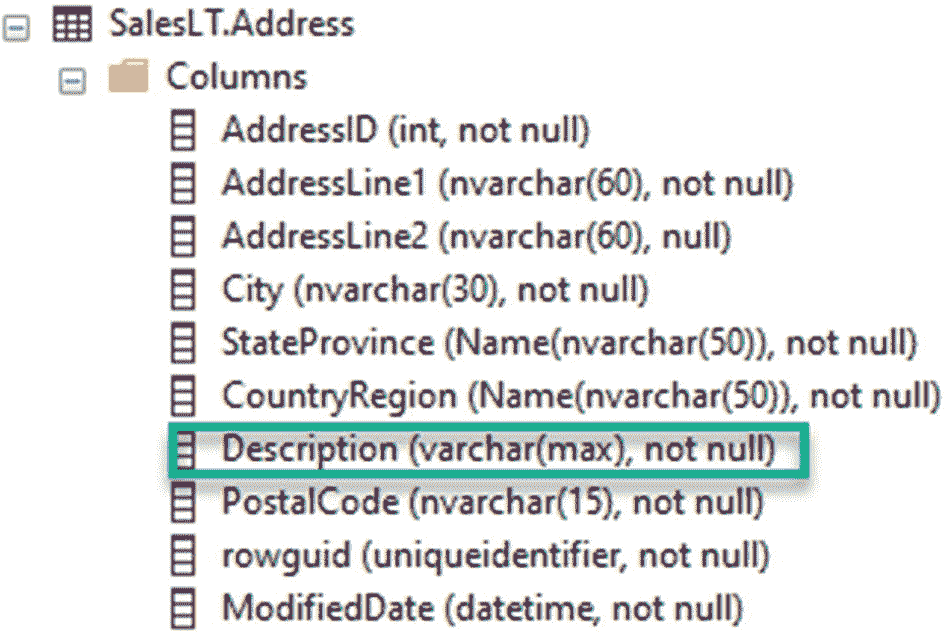 SalesLT.Address
Columns
AddressID (int, not null)
AddressLine1 (nvarchar(60), not null)
AddressLine2 (nvarchar(60), null)
City (nvarchar(30), not null)
StateProvince (Name(nvarchar(50)), not null)
CountryRegion (Name(nvarchar(50)), not null)
Description (varchar(max), not null)
PostalCode (nvarchar(15), not null)
rowguid (uniqueidentifier, not null)
ModifiedDate (datetime, not null)